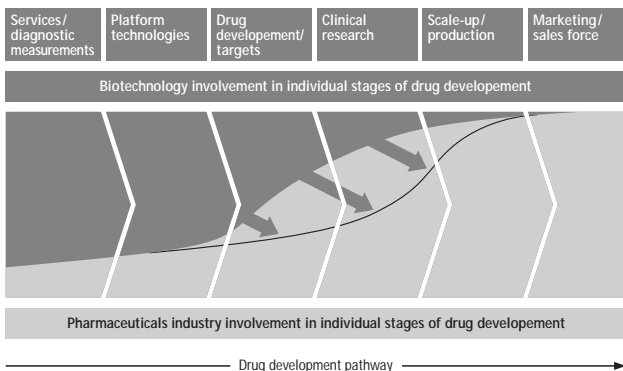 Services/
diagnostic
measurements
Platform
technologies
Drug
developement/
targets
Clinical
research
Scale-up/
production
Marketing/
sales force
Biotechnology involvement in individual stages of drug developement
Pharmaceuticals industry involvement in individual stages of drug developement
Drug development pathway